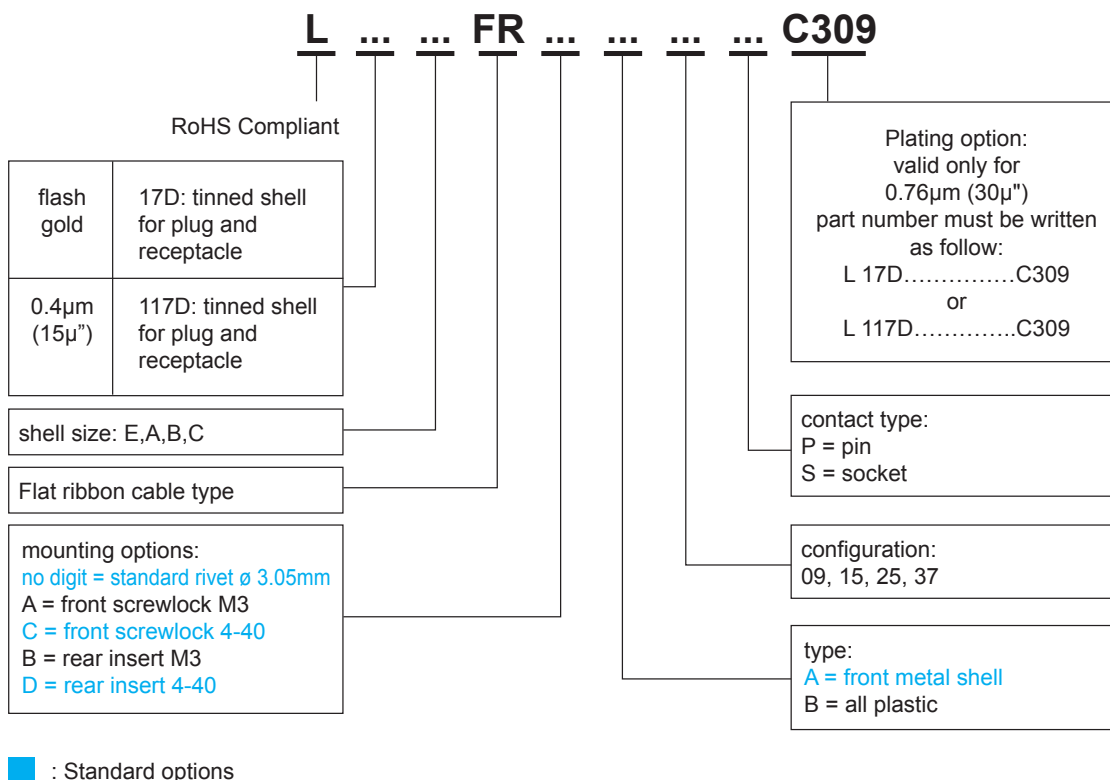 L ... ... FR ... ... ... ... C309
RoHS Compliant
flash
gold
17D: tinned shell
for plug and
receptacle
0.4µm
(15µ”)
117D: tinned shell
for plug and
receptacle
shell size: E,A,B,C
Flat ribbon cable type
mounting options:
no digit = standard rivet ø 3.05mm
A = front screwlock M3
C = front screwlock 4-40
B = rear insert M3
D = rear insert 4-40
Plating option:
valid only for
0.76µm (30µ")
part number must be written
as follow:
L 17D……………C309
or
L 117D…………..C309
contact type:
P = pin
S = socket
configuration:
09, 15, 25, 37
type:
A = front metal shell
B = all plastic
: Standard options